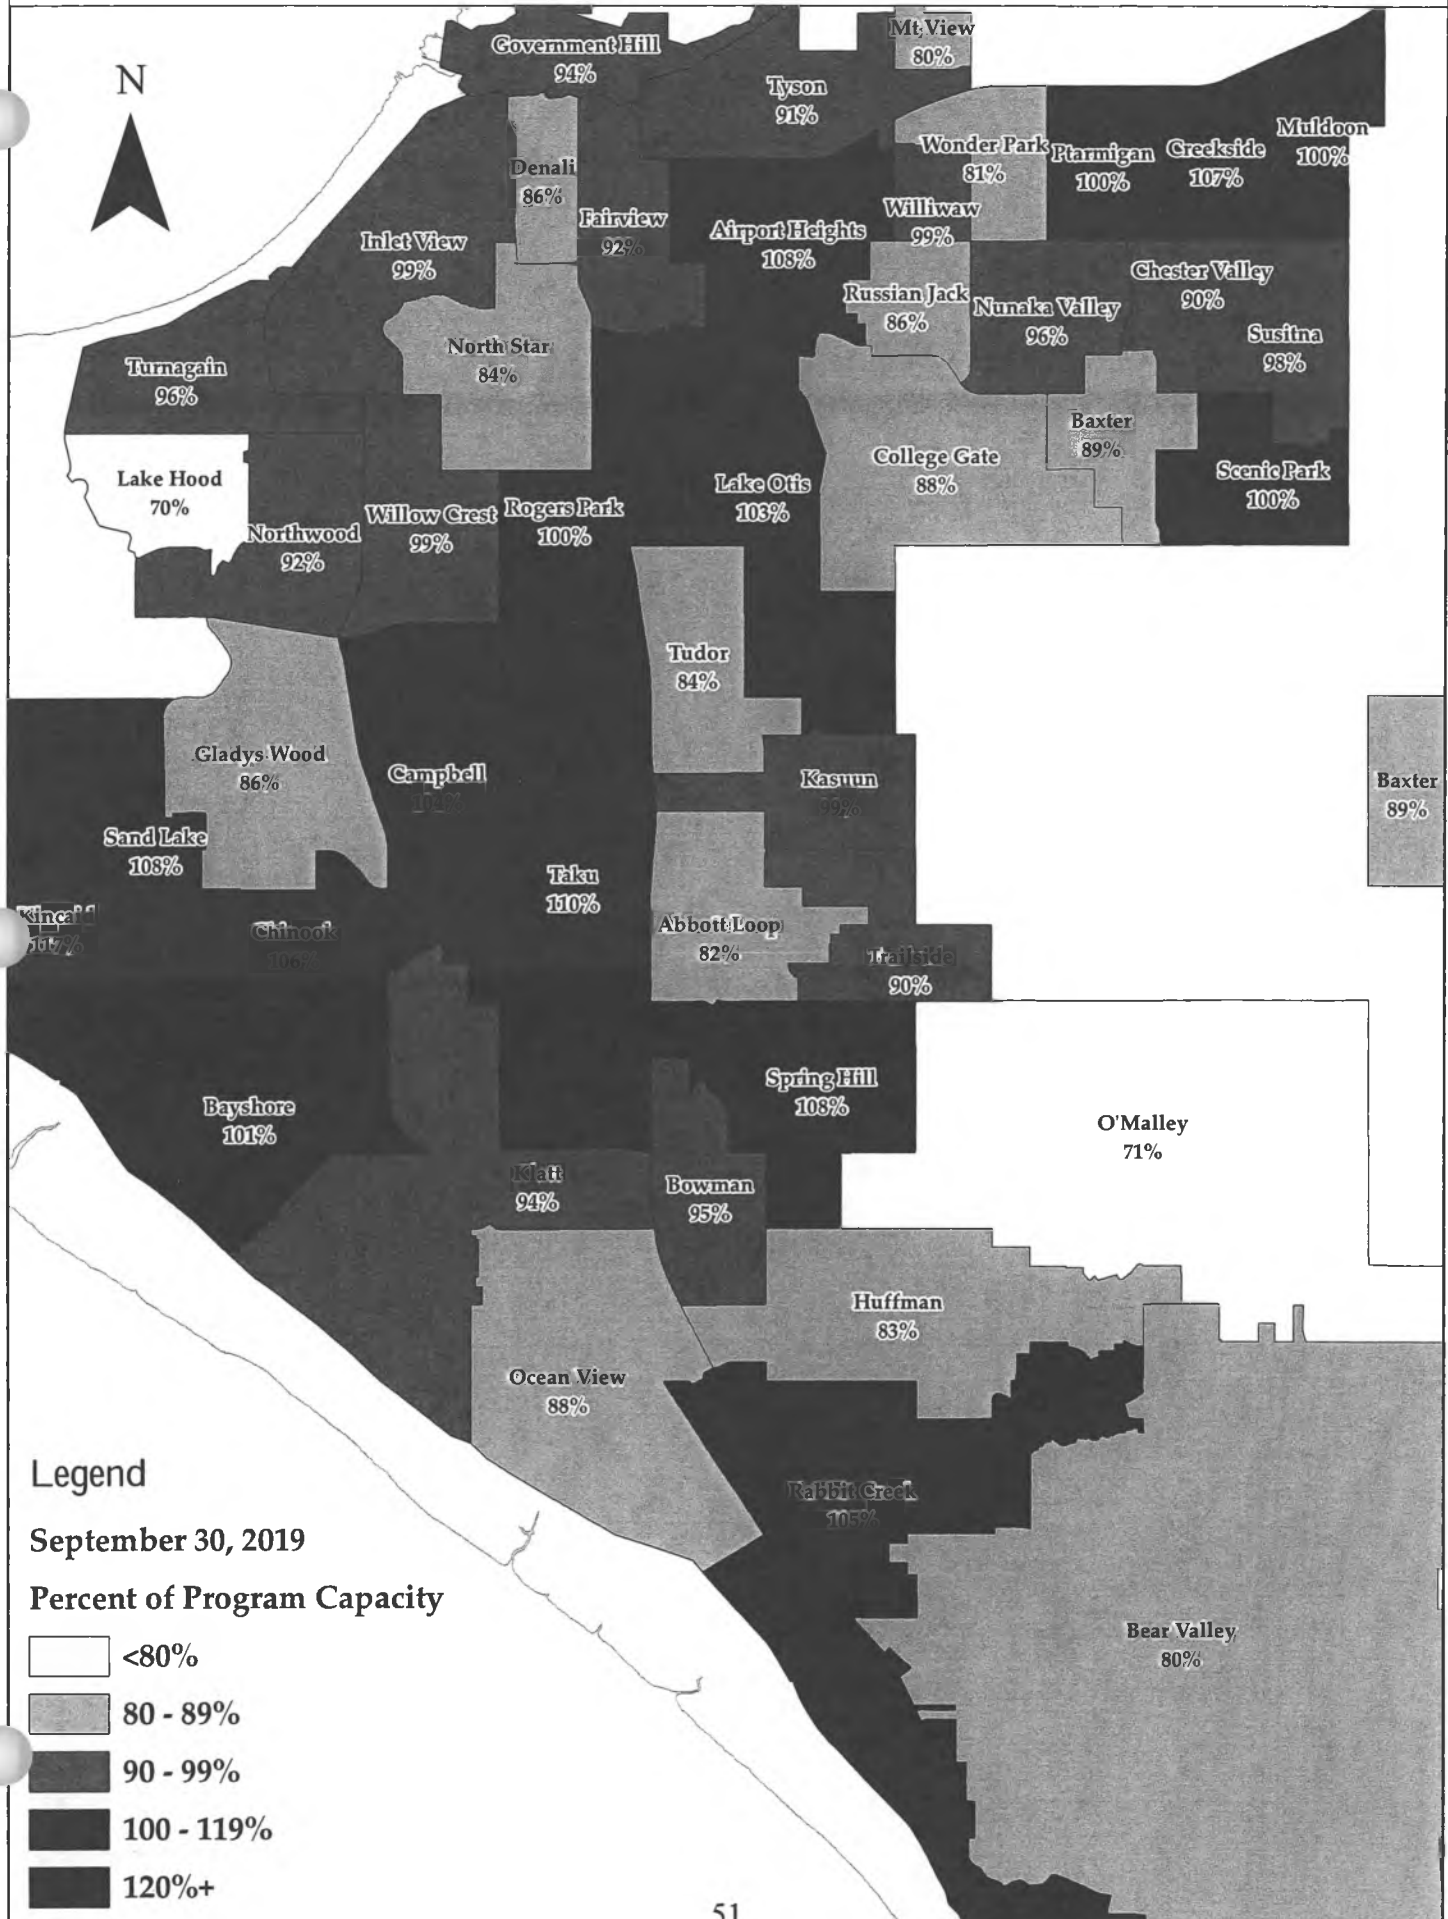 Government Hill
94%
Mt View
80%
N
Tyson
91%
Muldoon
100%
Wonder Park
81%
Ptarmigan
100%
Creekside
107%
Denali
86%
Fairview
92%
Williwaw
99%
Airport Heights
108%
Inlet View
99%
Chester Valley
90%
Russian Jack
86%
Nunaka Valley
96%
Susitna
98%
North Star
84%
Turnagain
96%
Baxter
89%
College Gate
88%
Scenic Park
100%
Lake Hood
70%
Lake Otis
103%
Willow Crest
99%
Rogers Park
100%
Northwood
92%
Tudor
84%
Gladys Wood
86%
Campbell
Kasuun
99%
Baxter
89%
Sand Lake
108%
Taku
110%
Kincaid
117%
Chinook
106%
Abbott Loop
82%
Trailside
90%
Spring Hill
108%
Bayshore
101%
O'Malley
71%
Klatt
94%
Bowman
95%
Huffman
83%
Ocean View
88%
Rabbit Creek
105%
Bear Valley
80%
Legend
September 30, 2019
Percent of Program Capacity
<80%
80 - 89%
90 - 99%
100 - 119%
120%+
51